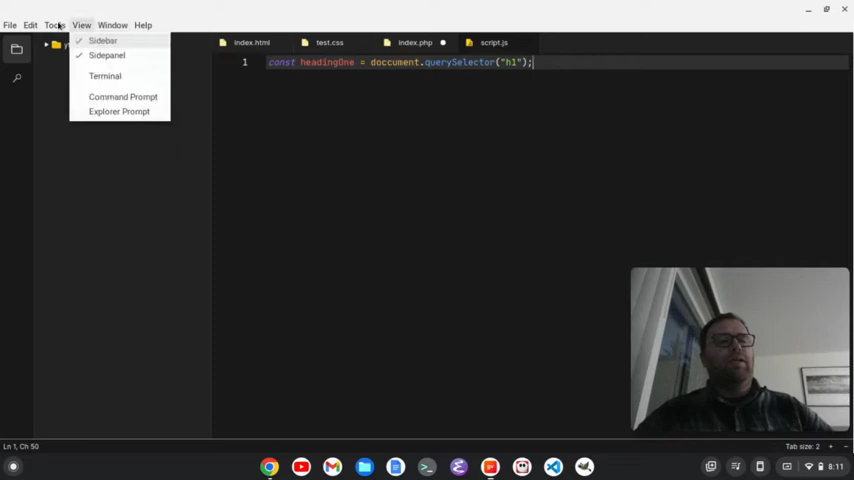 File Edit Tools View Window Help
Sidebar
Sidepanel
Terminal
Command Prompt
Explorer Prompt
index.html test.css index.php script.js
1 const headingOne = doccument.querySelector("h1");
Ln 1, Ch 50
Tab size: 2 + -
8:11